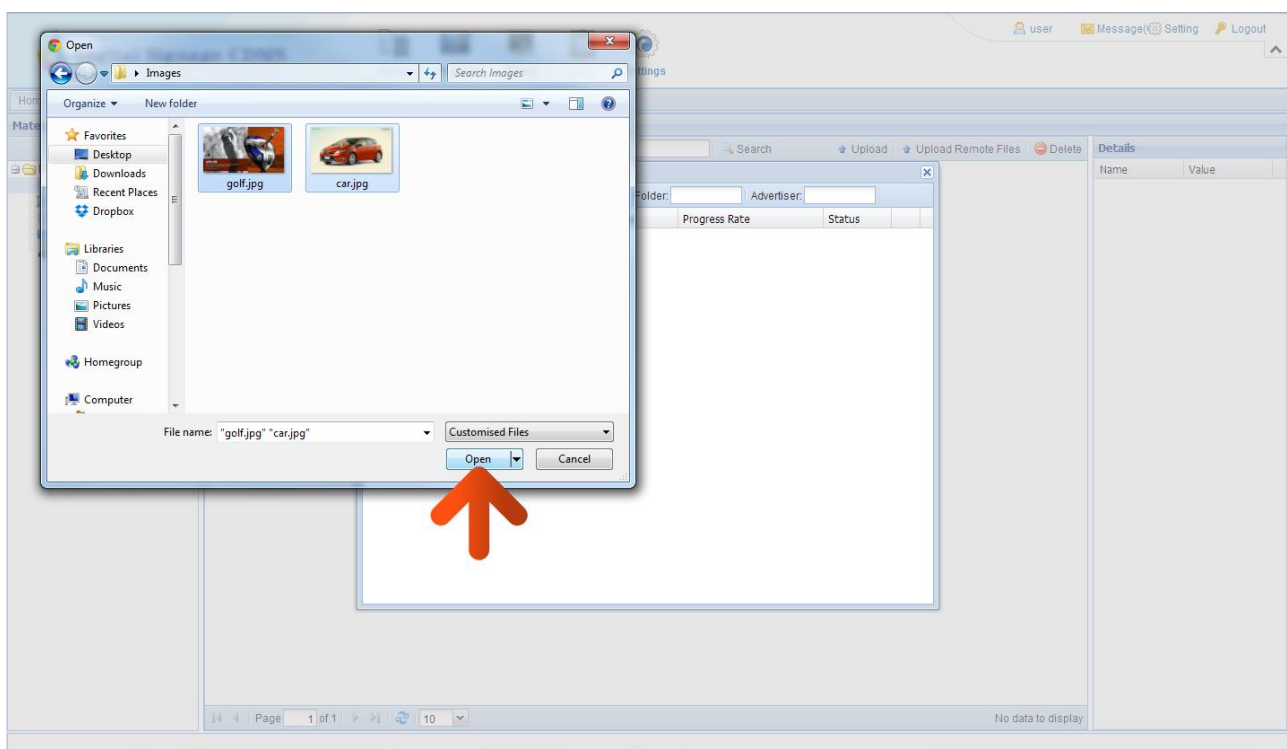 Open
user
Message(
Setting
Logout
Images
Search Images
ttings
Organize
New folder
Hom
Mate
Favorites
Desktop
Downloads
Recent Places
Dropbox
Libraries
Documents
Music
Pictures
Videos
Homegroup
Computer
golf.jpg
car.jpg
Search
Upload
Upload Remote Files
Delete
Details
Name
Value
Folder:
Advertiser:
Progress Rate
Status
File name:
"golf.jpg" "car.jpg"
Customised Files
Open
Cancel
Page 1 of 1
10
No data to display